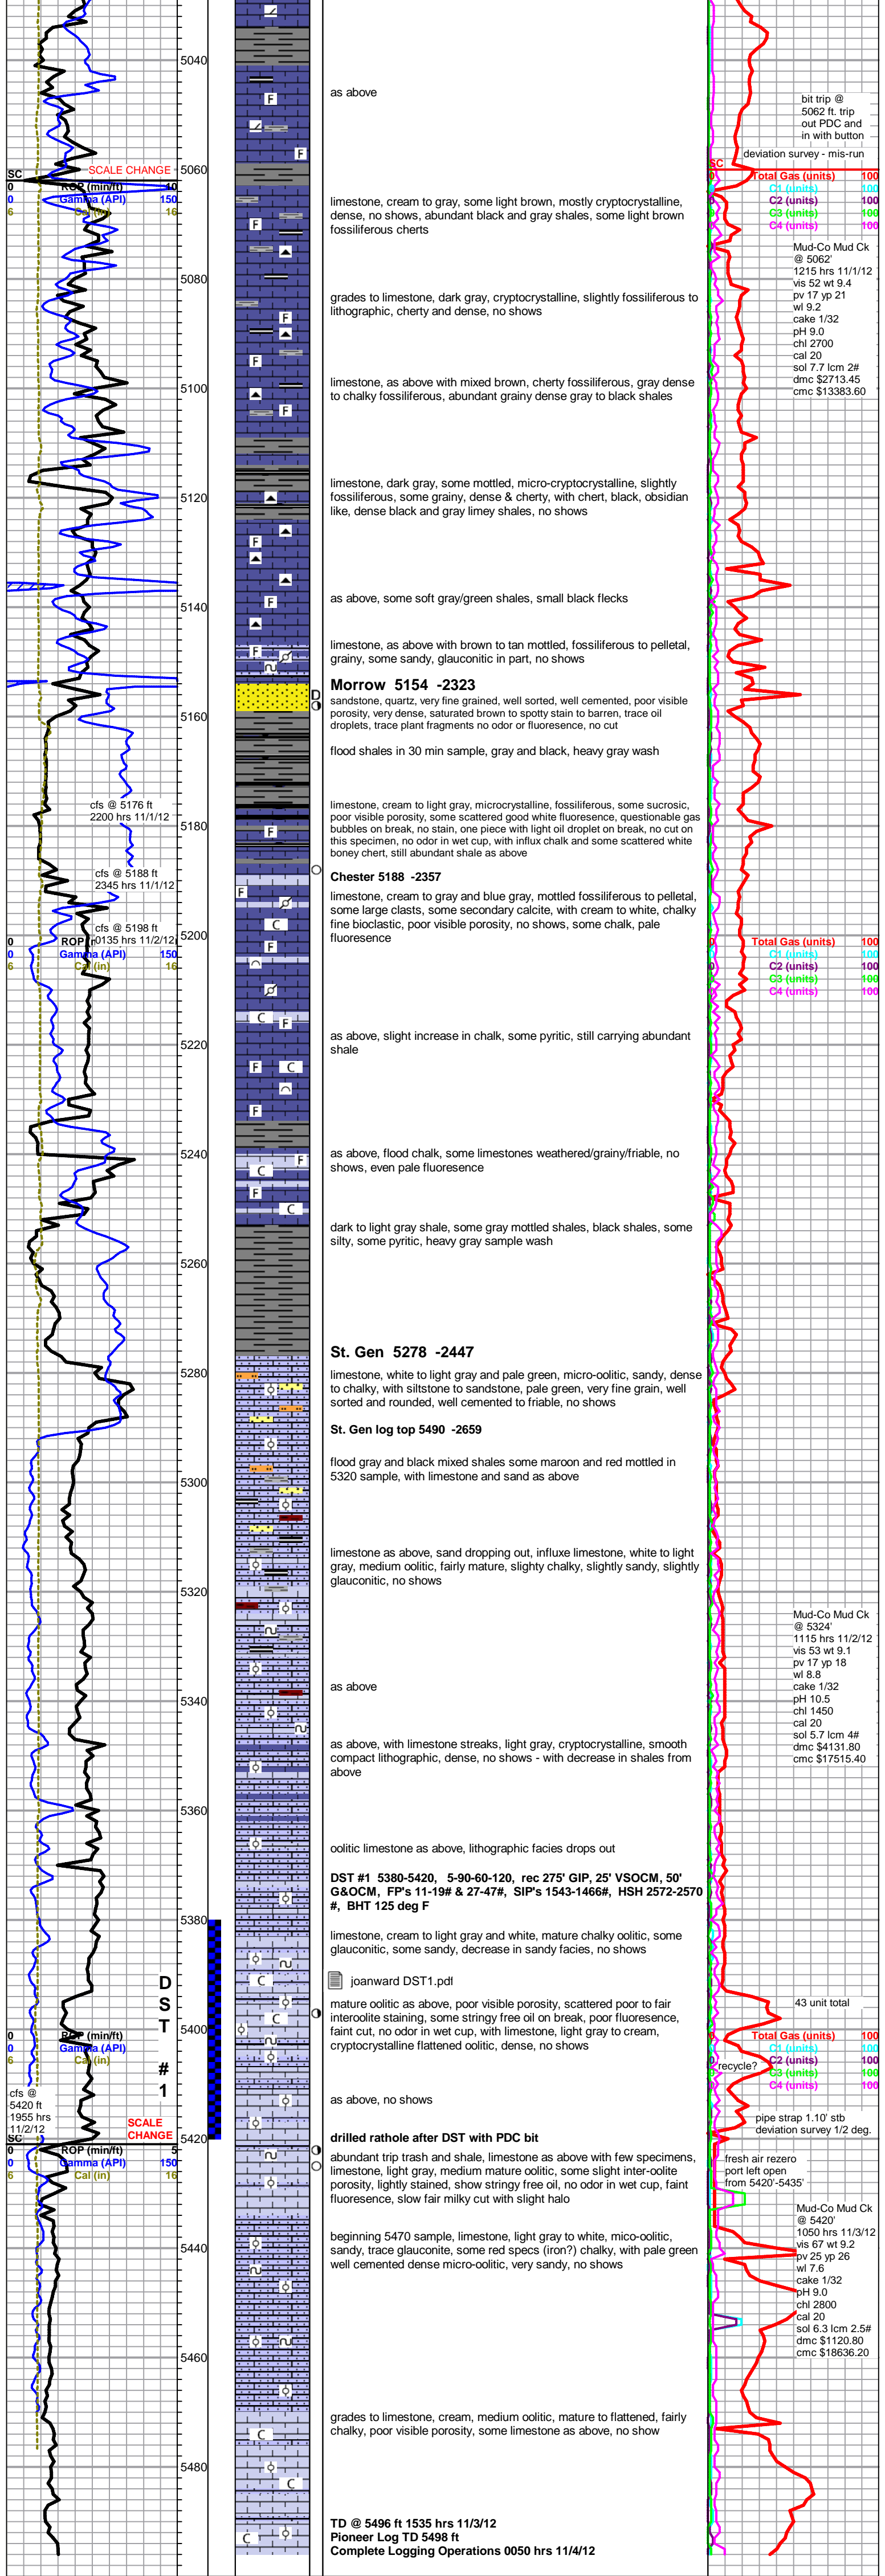 5040
as above
bit trip @
5062 ft. trip
out PDC and
in with button
deviation survey - mis-run
5060
SC
SCALE CHANGE
0 ROP (min/ft) 10
0 Gamma (API) 150
6 Cal (in) 16
SC
0 Total Gas (units) 100
C1 (units) 100
0 C2 (units) 100
0 C3 (units) 100
0 C4 (units) 100
limestone, cream to gray, some light brown, mostly cryptocrystalline,
dense, no shows, abundant black and gray shales, some light brown
fossiliferous cherts
Mud-Co Mud Ck
@ 5062'
1215 hrs 11/1/12
vis 52 wt 9.4
pv 17 yp 21
wl 9.2
cake 1/32
pH 9.0
chl 2700
cal 20
sol 7.7 lcm 2#
dmc $2713.45
cmc $13383.60
5080
grades to limestone, dark gray, cryptocrystalline, slightly fossiliferous to
lithographic, cherty and dense, no shows
5100
limestone, as above with mixed brown, cherty fossiliferous, gray dense
to chalky fossiliferous, abundant grainy dense gray to black shales
5120
limestone, dark gray, some mottled, micro-cryptocrystalline, slightly
fossiliferous, some grainy, dense & cherty, with chert, black, obsidian
like, dense black and gray limey shales, no shows
5140
as above, some soft gray/green shales, small black flecks
limestone, as above with brown to tan mottled, fossiliferous to pelletal,
grainy, some sandy, glauconitic in part, no shows
Morrow 5154 -2323
D
sandstone, quartz, very fine grained, well sorted, well cemented, poor visible
porosity, very dense, saturated brown to spotty stain to barren, trace oil
droplets, trace plant fragments no odor or fluoresence, no cut
5160
flood shales in 30 min sample, gray and black, heavy gray wash
cfs @ 5176 ft
2200 hrs 11/1/12
5180
limestone, cream to light gray, microcrystalline, fossiliferous, some sucrosic,
poor visible porosity, some scattered good white fluoresence, questionable gas
bubbles on break, no stain, one piece with light oil droplet on break, no cut on
this specimen, no odor in wet cup, with influx chalk and some scattered white
boney chert, still abundant shale as above
cfs @ 5188 ft
2345 hrs 11/1/12
Chester 5188 -2357
limestone, cream to gray and blue gray, mottled fossiliferous to pelletal,
some large clasts, some secondary calcite, with cream to white, chalky
fine bioclastic, poor visible porosity, no shows, some chalk, pale
fluoresence
cfs @ 5198 ft
0135 hrs 11/2/12
5200
0 ROP
0 Gamma (API) 150
6 Cal (in) 16
0 Total Gas (units) 100
C1 (units) 100
0 C2 (units) 100
0 C3 (units) 100
0 C4 (units) 100
5220
as above, slight increase in chalk, some pyritic, still carrying abundant
shale
5240
as above, flood chalk, some limestones weathered/grainy/friable, no
shows, even pale fluoresence
dark to light gray shale, some gray mottled shales, black shales, some
silty, some pyritic, heavy gray sample wash
5260
St. Gen 5278 -2447
5280
limestone, white to light gray and pale green, micro-oolitic, sandy, dense
to chalky, with siltstone to sandstone, pale green, very fine grain, well
sorted and rounded, well cemented to friable, no shows
St. Gen log top 5490 -2659
5300
flood gray and black mixed shales some maroon and red mottled in
5320 sample, with limestone and sand as above
5320
limestone as above, sand dropping out, influxe limestone, white to light
gray, medium oolitic, fairly mature, slighty chalky, slightly sandy, slightly
glauconitic, no shows
Mud-Co Mud Ck
@ 5324'
1115 hrs 11/2/12
vis 53 wt 9.1
pv 17 yp 18
wl 8.8
cake 1/32
pH 10.5
chl 1450
cal 20
sol 5.7 lcm 4#
dmc $4131.80
cmc $17515.40
5340
as above
as above, with limestone streaks, light gray, cryptocrystalline, smooth
compact lithographic, dense, no shows - with decrease in shales from
above
5360
oolitic limestone as above, lithographic facies drops out
DST #1 5380-5420, 5-90-60-120, rec 275' GIP, 25' VSOCM, 50'
G&OCM, FP's 11-19# & 27-47#, SIP's 1543-1466#, HSH 2572-2570
#, BHT 125 deg F
5380
limestone, cream to light gray and white, mature chalky oolitic, some
glauconitic, some sandy, decrease in sandy facies, no shows
joanward DST1.pdf
D
S
T
#
1
mature oolitic as above, poor visible porosity, scattered poor to fair
interoolite staining, some stringy free oil on break, poor fluoresence,
faint cut, no odor in wet cup, with limestone, light gray to cream,
cryptocrystalline flattened oolitic, dense, no shows
43 unit total
5400
0 ROP (min/ft)
0 Gamma (API)
6 Cal (in)
0 Total Gas (units) 100
C1 (units) 100
0 C2 (units) 100
C3 (units) 100
C4 (units) 100
recycle?
cfs @
5420 ft
1955 hrs
11/2/12
as above, no shows
SCALE
CHANGE
pipe strap 1.10' stb
deviation survey 1/2 deg.
5420
drilled rathole after DST with PDC bit
SC
0 ROP (min/ft) 5
0 Gamma (API) 150
6 Cal (in) 16
abundant trip trash and shale, limestone as above with few specimens,
limestone, light gray, medium mature oolitic, some slight inter-oolite
porosity, lightly stained, show stringy free oil, no odor in wet cup, faint
fluoresence, slow fair milky cut with slight halo
fresh air rezero
port left open
from 5420'-5435'
Mud-Co Mud Ck
@ 5420'
1050 hrs 11/3/12
vis 67 wt 9.2
pv 25 yp 26
wl 7.6
cake 1/32
pH 9.0
chl 2800
cal 20
sol 6.3 lcm 2.5#
dmc $1120.80
cmc $18636.20
5440
beginning 5470 sample, limestone, light gray to white, mico-oolitic,
sandy, trace glauconite, some red specs (iron?) chalky, with pale green
well cemented dense micro-oolitic, very sandy, no shows
5460
grades to limestone, cream, medium oolitic, mature to flattened, fairly
chalky, poor visible porosity, some limestone as above, no show
5480
TD @ 5496 ft 1535 hrs 11/3/12
Pioneer Log TD 5498 ft
Complete Logging Operations 0050 hrs 11/4/12